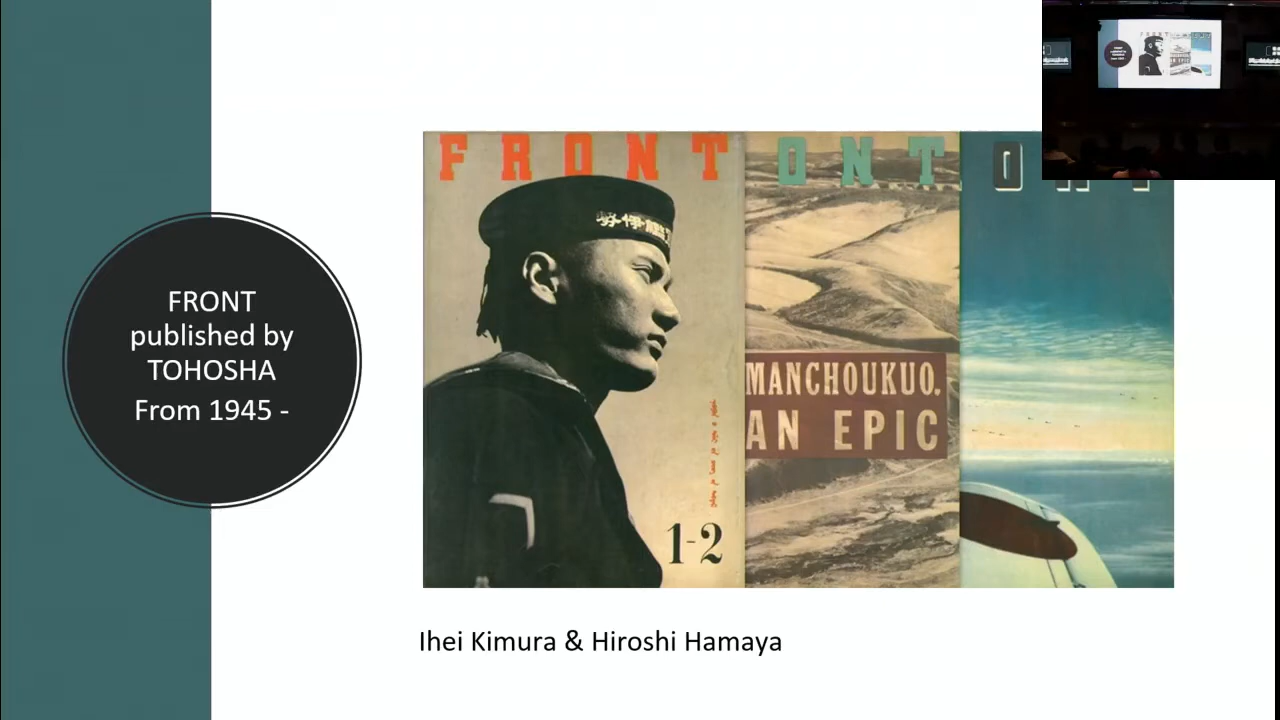 FRONT
published by
TOHOSHA
From 1945 -
FRONT
ONT
MANCHOUKUO.
AN EPIC
1-2
Ihei Kimura & Hiroshi Hamaya